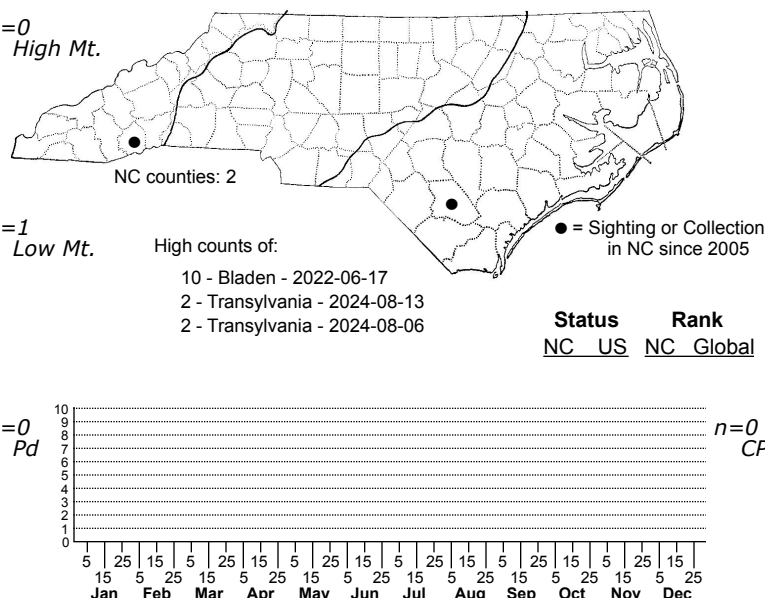 =0
High Mt.
NC counties: 2
=1
Low Mt.
High counts of:
10 - Bladen - 2022-06-17
2 - Transylvania - 2024-08-13
2 - Transylvania - 2024-08-06
● = Sighting or Collection
in NC since 2005
Status Rank
NC US NC Global
=0
Pd
10
9
8
7
6
5
4
3
2
1
0
n=0
CP
5 25 15 5 25 15 5 25 15 5 25 15 5 25 15 5 25 15
15 5 25 15 5 25 15 5 25 15 5 25 15 5 25 15 5 25
Jan Feb Mar Apr May Jun Jul Aug Sep Oct Nov Dec